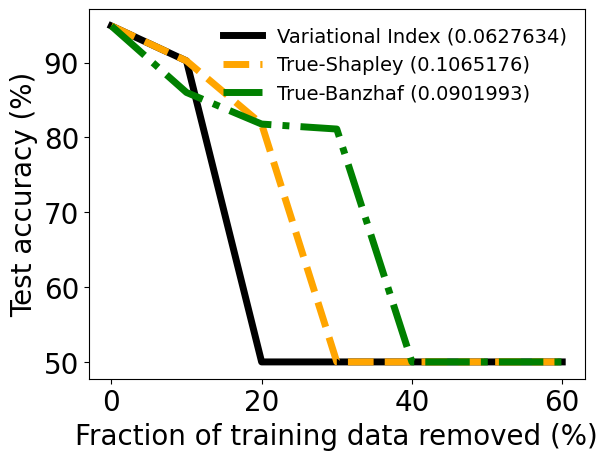 Variational Index (0.0627634)
True-Shapley (0.1065176)
True-Banzhaf (0.0901993)
Test accuracy (%)
90
80
70
60
50
0 20 40 60
Fraction of training data removed (%)